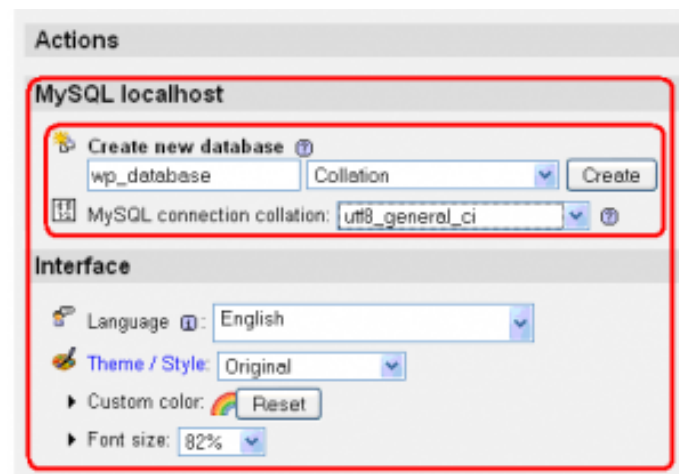 Actions
MySQL localhost
Create new database
wp_database Collation Create
MySQL connection collation: utf8_general_ci
Interface
Language : English
Theme / Style: Original
Custom color: Reset
Font size: 82%